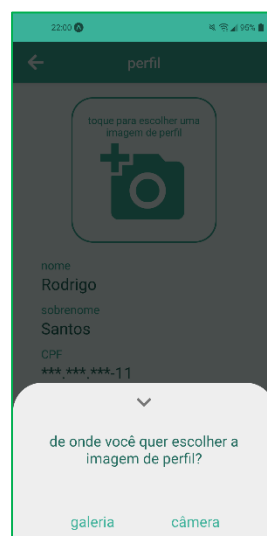 22:00 96%
perfil
toque para escolher uma
imagem de perfil
nome
Rodrigo
sobrenome
Santos
CPF
***.***.***-11
de onde você quer escolher a
imagem de perfil?
galeria câmera